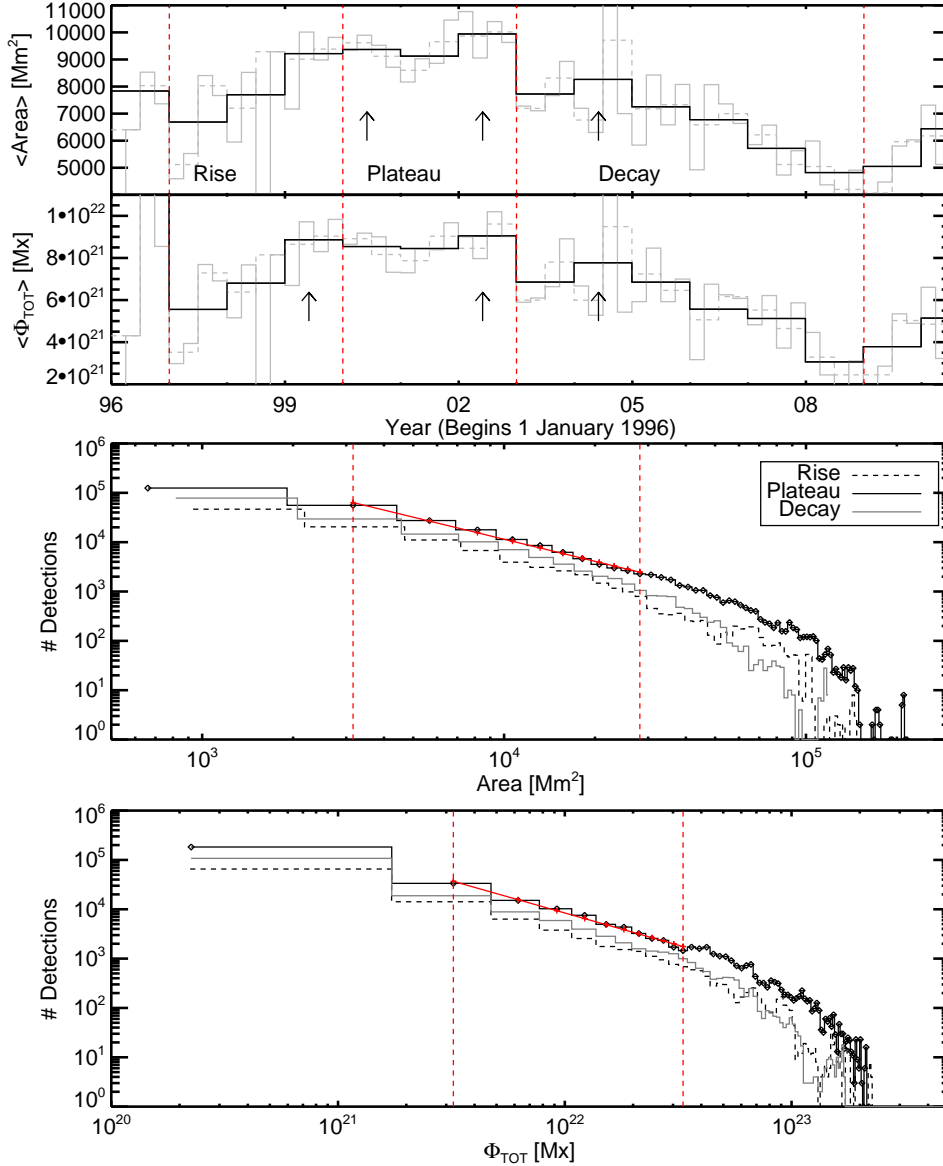 11000
10000
9000
8000
7000
6000
5000
<Area> [Mm²]
Rise
Plateau
Decay
1•10²²
8•10²¹
6•10²¹
4•10²¹
2•10²¹
<Φ_TOT> [Mx]
96
99
02
05
08
Year (Begins 1 January 1996)
10⁶
10⁵
10⁴
10³
10²
10¹
10⁰
# Detections
Rise
Plateau
Decay
10³
10⁴
10⁵
Area [Mm²]
10⁶
10⁵
10⁴
10³
10²
10¹
10⁰
# Detections
10²⁰
10²¹
10²²
10²³
Φ_TOT [Mx]